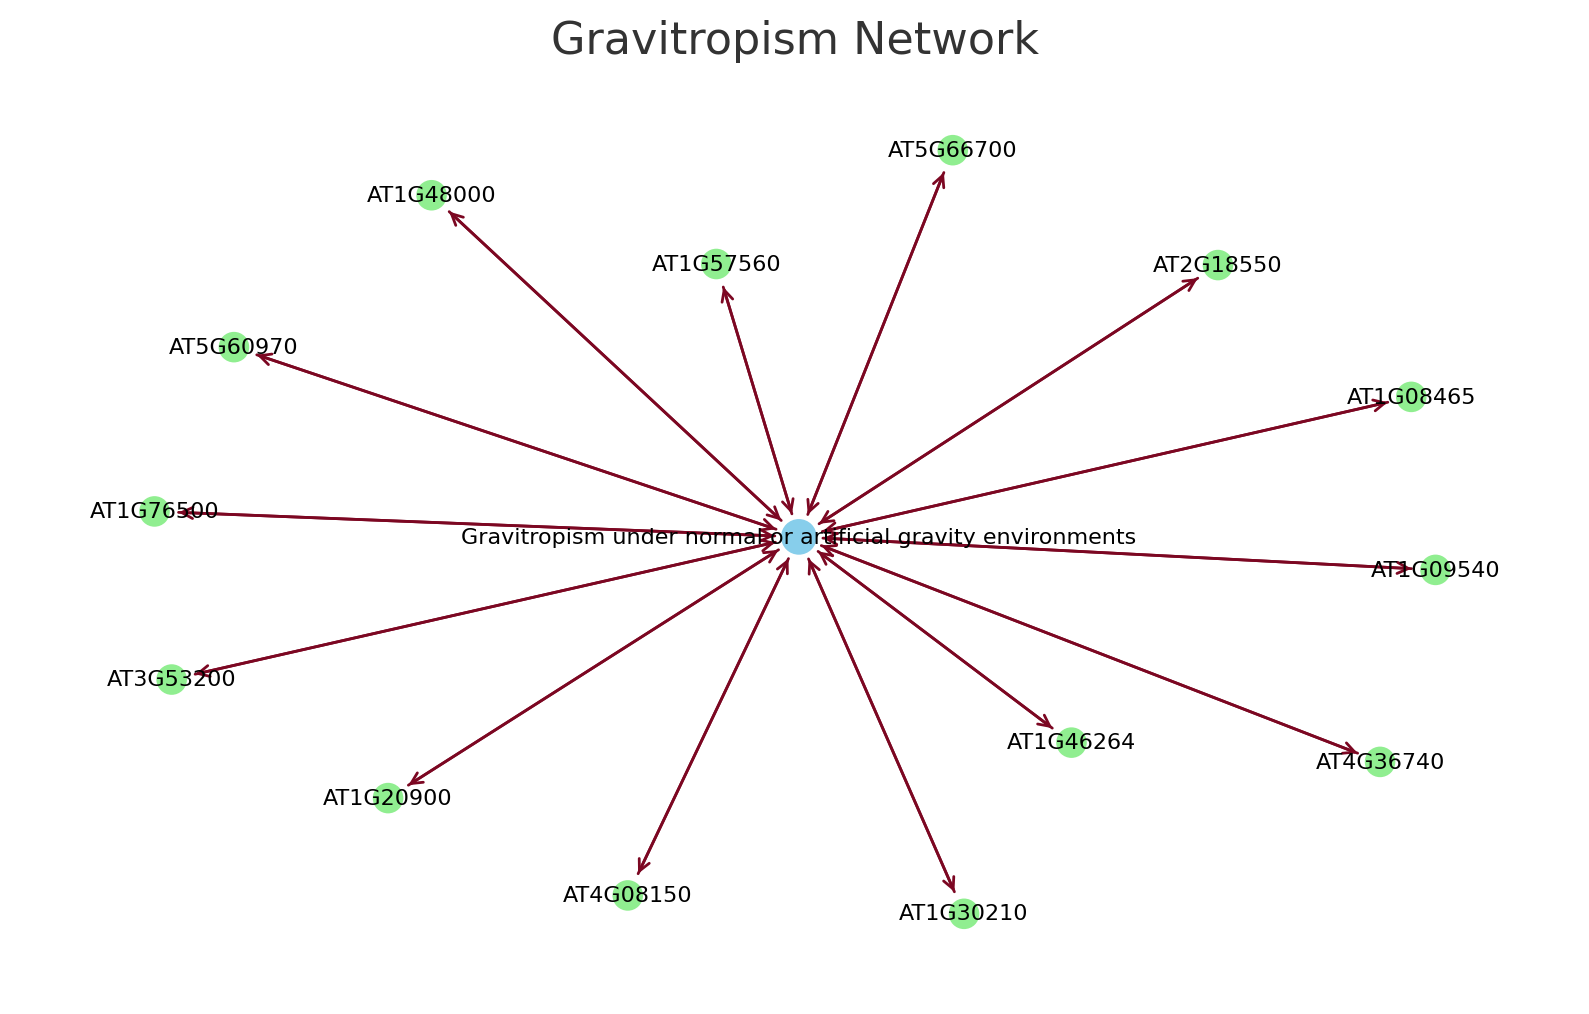 Gravitropism Network
AT5G66700
AT1G48000
AT1G57560
AT2G18550
AT5G60970
AT1G08465
AT1G76500
Gravitropism under normal or artificial gravity environments
AT1G09540
AT3G53200
AT1G46264
AT4G36740
AT1G20900
AT4G08150
AT1G30210